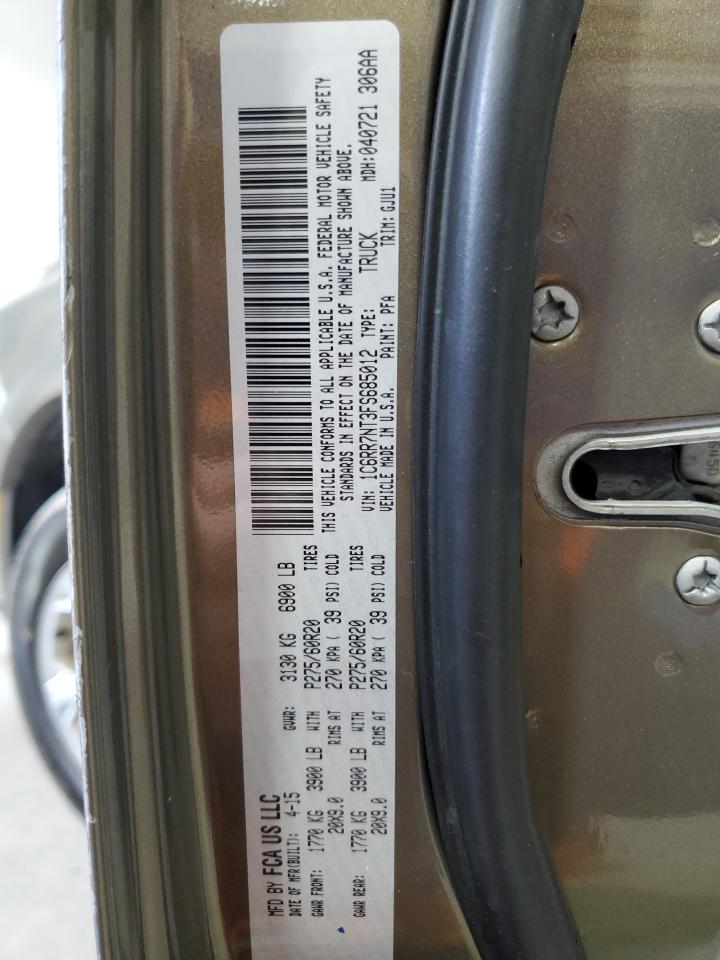 MFD BY FCA US LLC
DATE OF MFR(BUILT): 4-15 GVWR: 3130 KG 6900 LB
GAWR FRONT: 1770 KG 3900 LB WITH P275/60R20 TIRES
20X9.0 RIMS AT 270 KPA ( 39 PSI) COLD
GAWR REAR: 1770 KG 3900 LB WITH P275/60R20 TIRES
20X9.0 RIMS AT 270 KPA ( 39 PSI) COLD
THIS VEHICLE CONFORMS TO ALL APPLICABLE U.S.A. FEDERAL MOTOR VEHICLE SAFETY
STANDARDS IN EFFECT ON THE DATE OF MANUFACTURE SHOWN ABOVE.
VIN: 1C6RR7NT3FS685012 TYPE: TRUCK MDH: 040721 306AA
VEHICLE MADE IN U.S.A. PAINT: PFA TRIM: GJU1